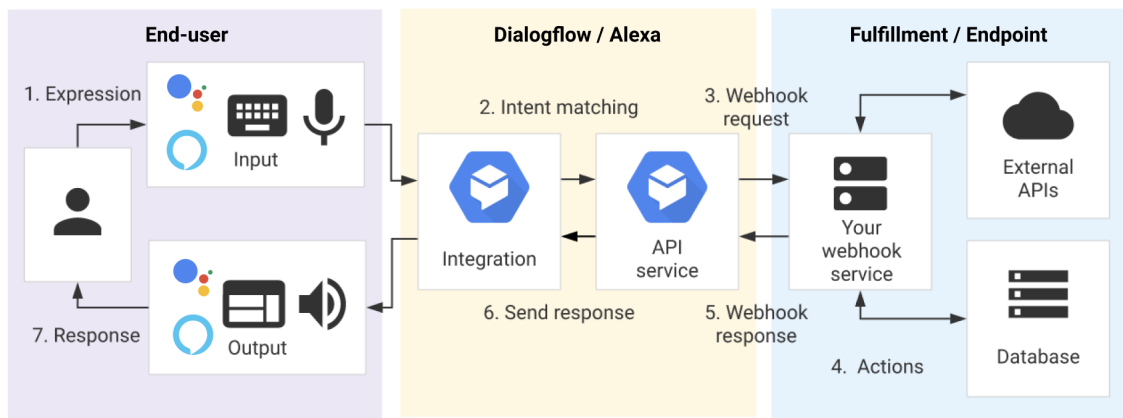 End-user
Dialogflow / Alexa
Fulfillment / Endpoint
1. Expression
Input
2. Intent matching
3. Webhook
request
External
APIs
Integration
API
service
Your
webhook
service
7. Response
Output
6. Send response
5. Webhook
response
4.  Actions
Database